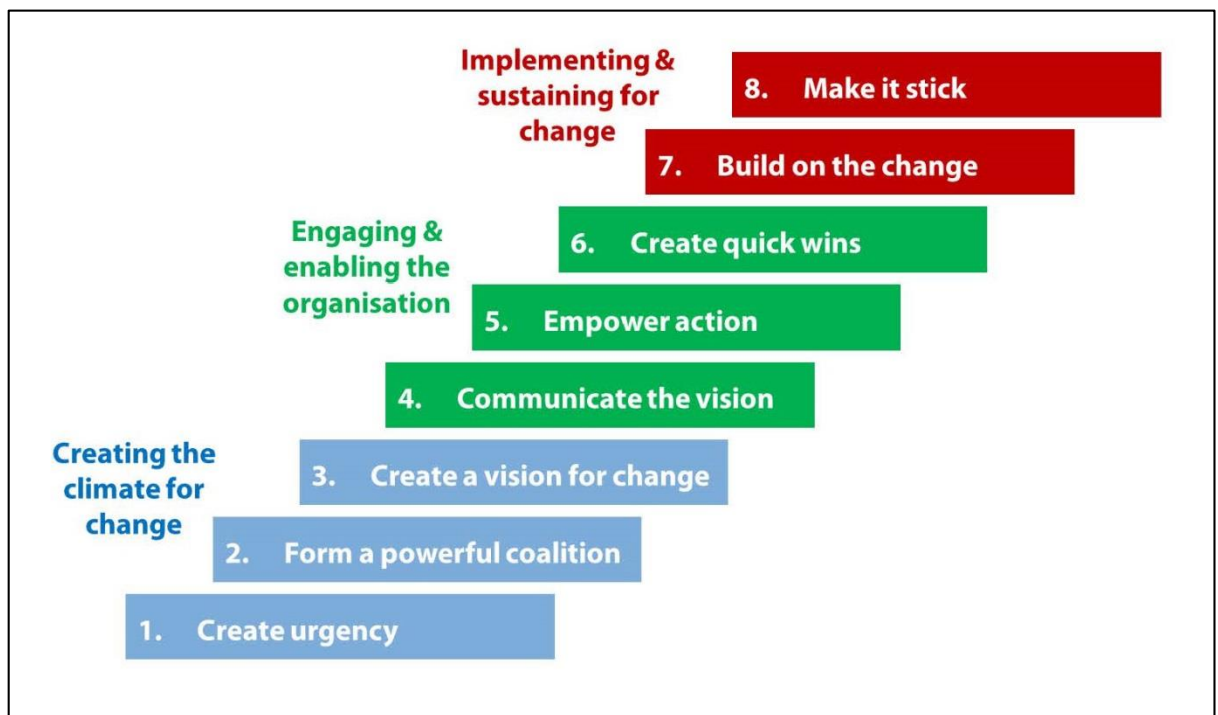 Implementing &
sustaining for
change
8. Make it stick
7. Build on the change
Engaging &
enabling the
organisation
6. Create quick wins
5. Empower action
4. Communicate the vision
Creating the
climate for
change
3. Create a vision for change
2. Form a powerful coalition
1. Create urgency